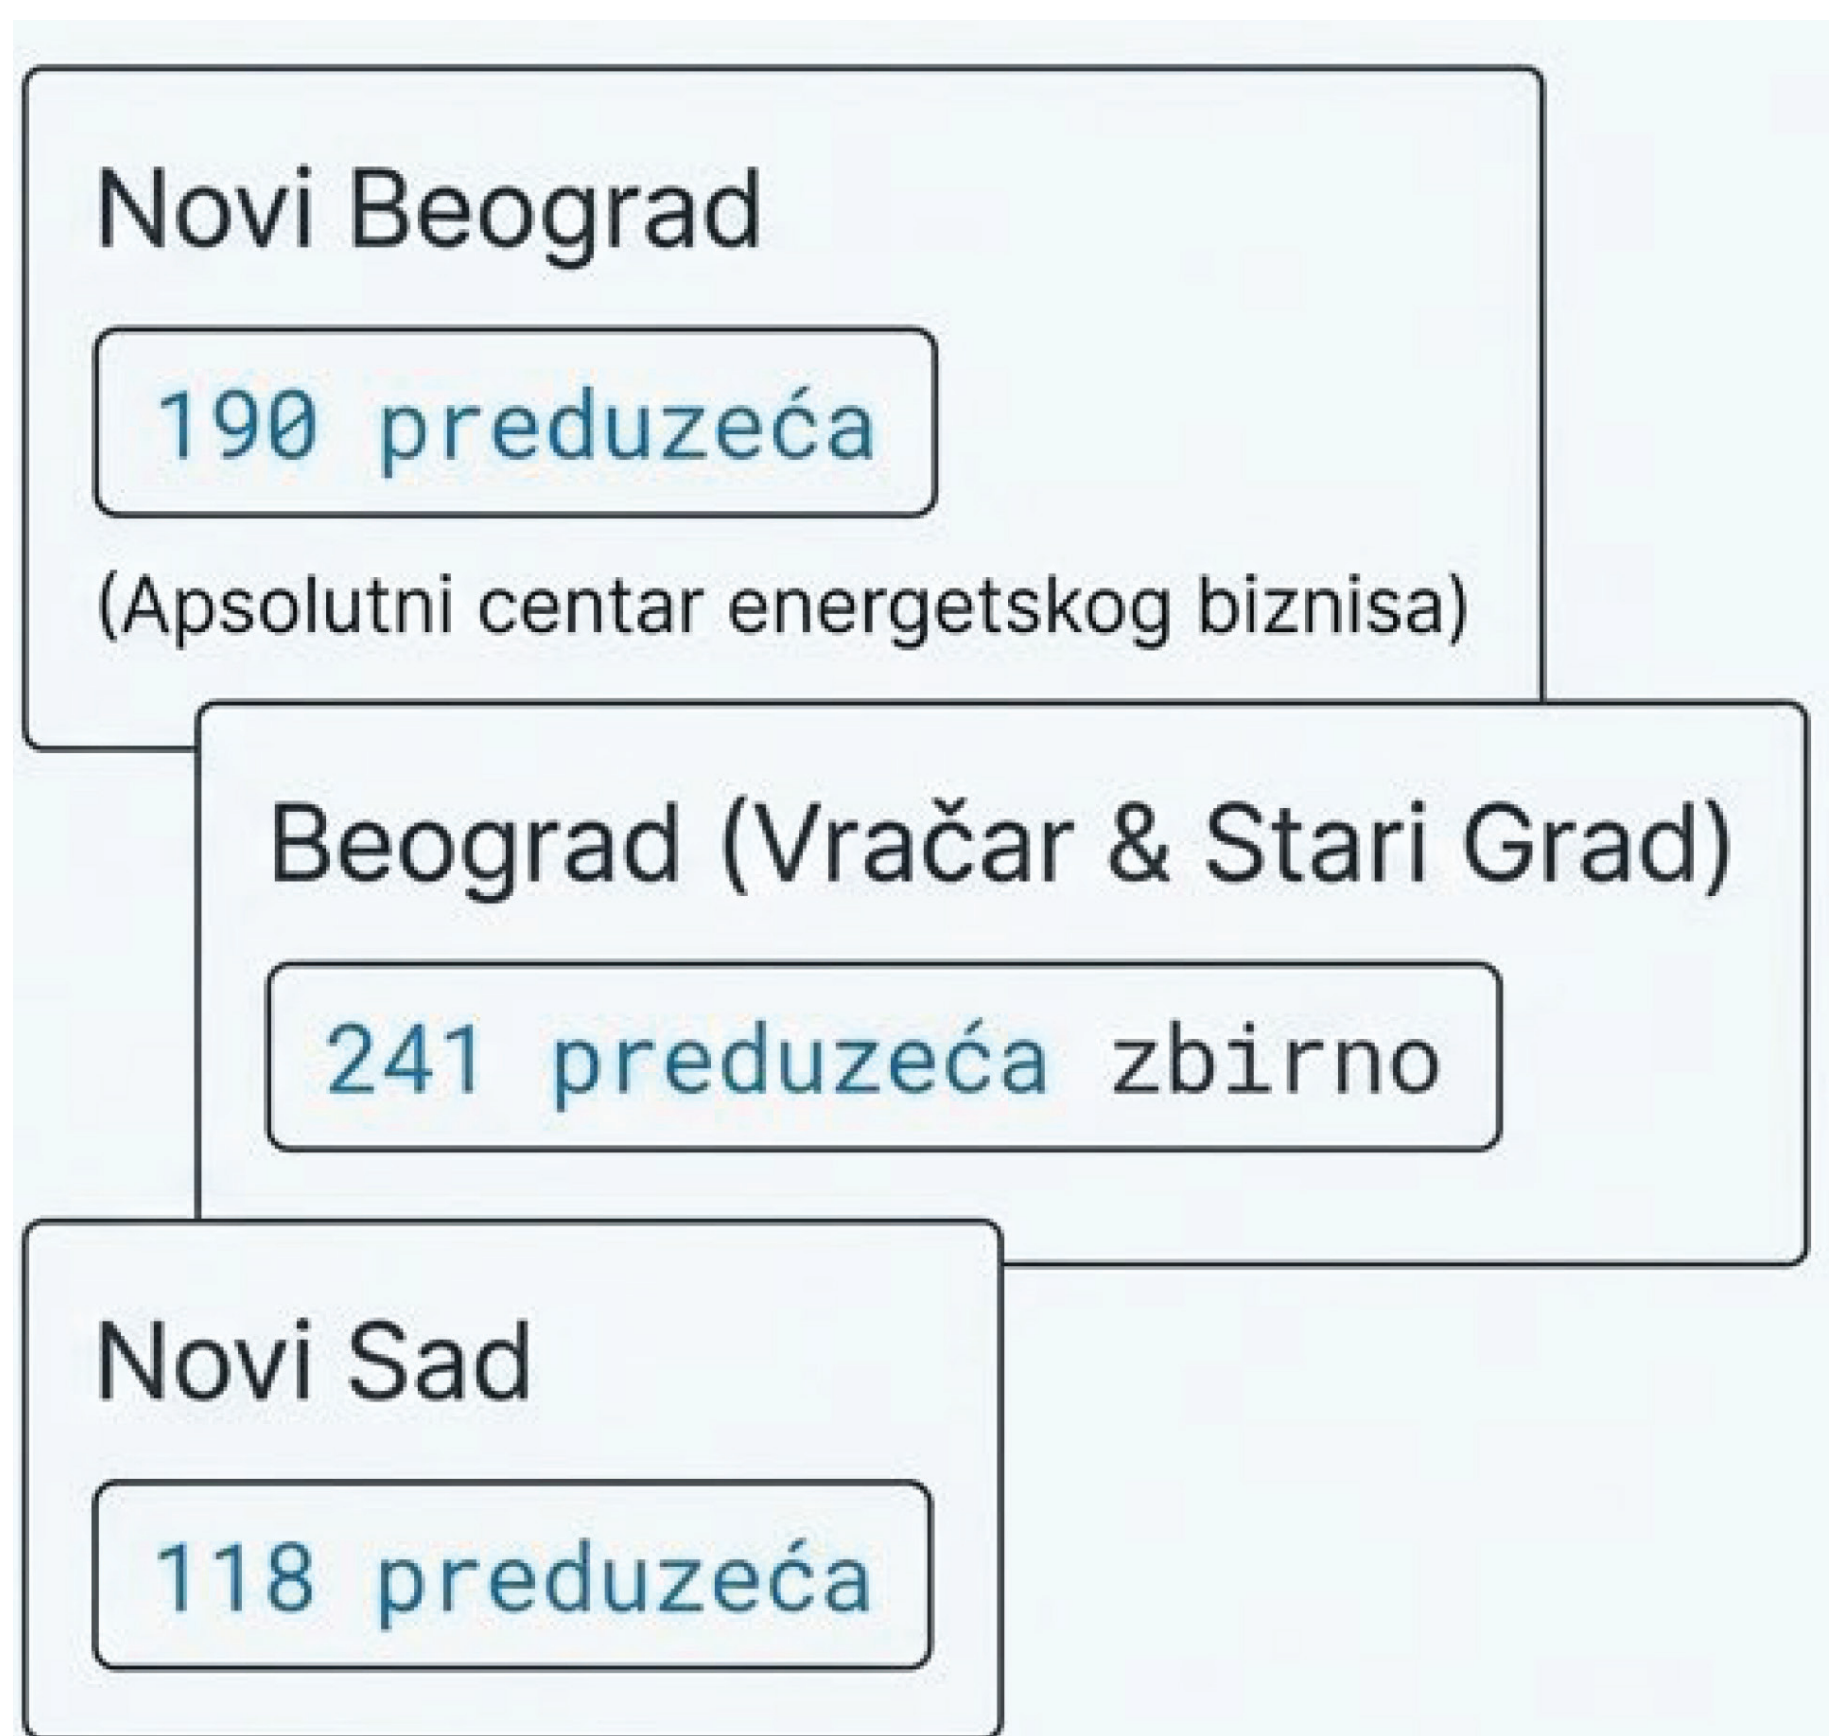 Novi Beograd
190 preduzeća
(Apsolutni centar energetskog biznisa)
Beograd (Vračar & Stari Grad)
241 preduzeća zbirno
Novi Sad
118 preduzeća